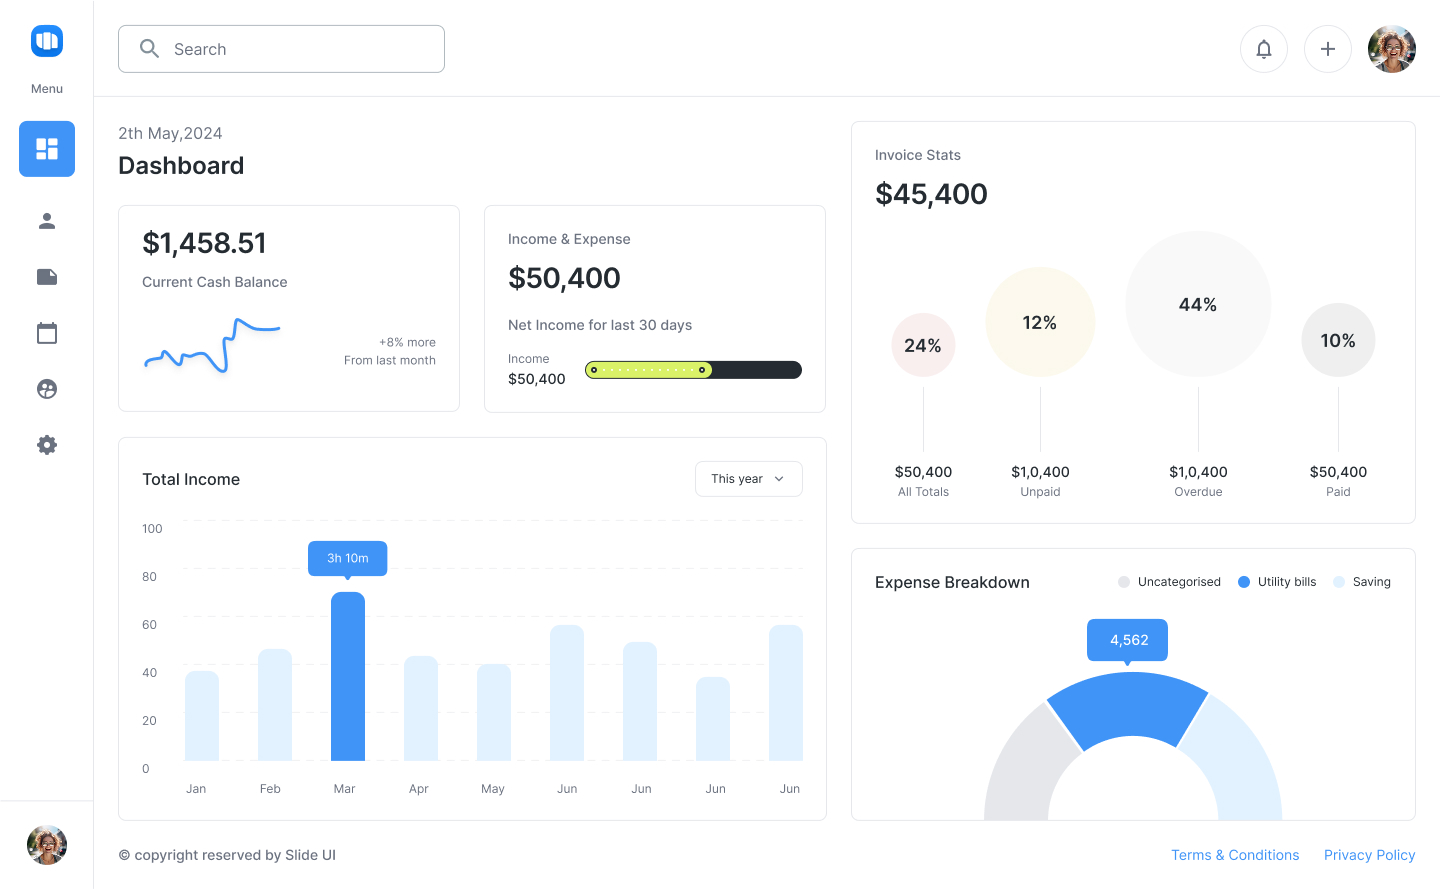 Menu
Search
2th May,2024
Dashboard
$1,458.51
Current Cash Balance
+8% more
From last month
Income & Expense
$50,400
Net Income for last 30 days
Income
$50,400
Invoice Stats
$45,400
24%
12%
44%
10%
$50,400
All Totals
$1,0,400
Unpaid
$1,0,400
Overdue
$50,400
Paid
Total Income
This year
100
80
60
40
20
0
3h 10m
Jan
Feb
Mar
Apr
May
Jun
Jun
Jun
Jun
Expense Breakdown
Uncategorised
Utility bills
Saving
4,562
© copyright reserved by Slide UI
Terms & Conditions
Privacy Policy